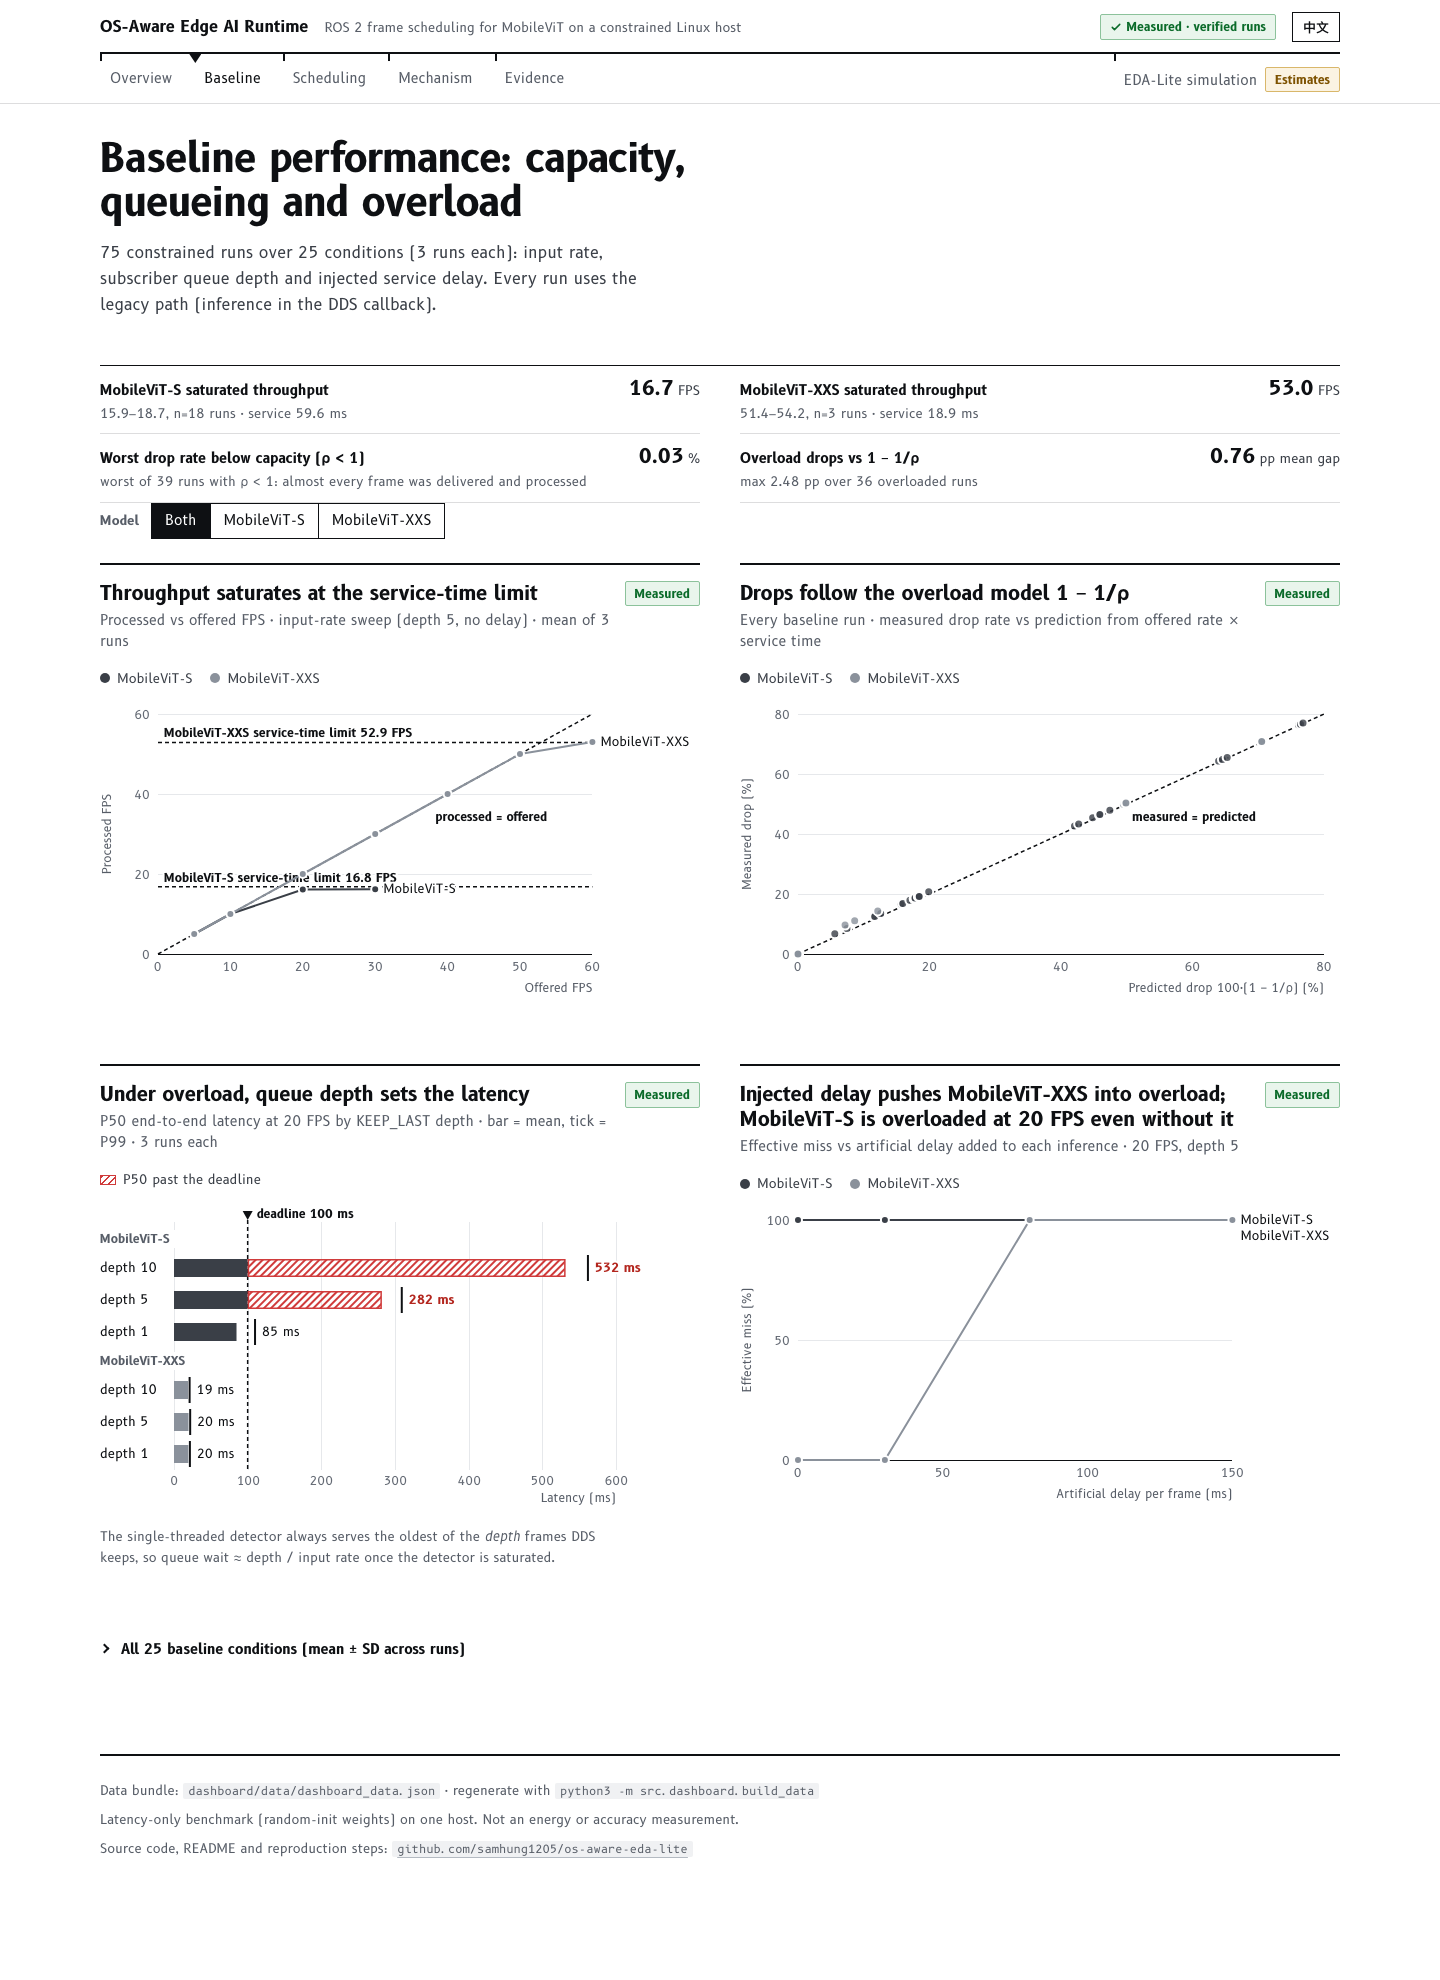 OS-Aware Edge AI Runtime ROS 2 frame scheduling for MobileViT on a constrained Linux host ✓ Measured · verified runs 中文
Overview Baseline Scheduling Mechanism Evidence EDA-Lite simulation Estimates
Baseline performance: capacity,
queueing and overload
75 constrained runs over 25 conditions (3 runs each): input rate,
subscriber queue depth and injected service delay. Every run uses the
legacy path (inference in the DDS callback).
MobileViT-S saturated throughput 16.7 FPS
15.9–18.7, n=18 runs · service 59.6 ms
MobileViT-XXS saturated throughput 53.0 FPS
51.4–54.2, n=3 runs · service 18.9 ms
Worst drop rate below capacity (ρ < 1) 0.03 %
worst of 39 runs with ρ < 1: almost every frame was delivered and processed
Overload drops vs 1 − 1/ρ 0.76 pp mean gap
max 2.48 pp over 36 overloaded runs
Model Both MobileViT-S MobileViT-XXS
Throughput saturates at the service-time limit Measured
Processed vs offered FPS · input-rate sweep (depth 5, no delay) · mean of 3
runs
MobileViT-S MobileViT-XXS
60
MobileViT-XXS service-time limit 52.9 FPS
MobileViT-XXS
40
processed = offered
Processed FPS
20
MobileViT-S service-time limit 16.8 FPS
MobileViT-S
0
0 10 20 30 40 50 60
Offered FPS
Drops follow the overload model 1 − 1/ρ Measured
Every baseline run · measured drop rate vs prediction from offered rate ×
service time
MobileViT-S MobileViT-XXS
80
60
Measured drop (%)
40
measured = predicted
20
0
0 20 40 60 80
Predicted drop 100·(1 − 1/ρ) (%)
Under overload, queue depth sets the latency Measured
P50 end-to-end latency at 20 FPS by KEEP_LAST depth · bar = mean, tick =
P99 · 3 runs each
P50 past the deadline
deadline 100 ms
MobileViT-S
depth 10 532 ms
depth 5 282 ms
depth 1 85 ms
MobileViT-XXS
depth 10 19 ms
depth 5 20 ms
depth 1 20 ms
0 100 200 300 400 500 600
Latency (ms)
The single-threaded detector always serves the oldest of the depth frames DDS
keeps, so queue wait ≈ depth / input rate once the detector is saturated.
Injected delay pushes MobileViT-XXS into overload;
MobileViT-S is overloaded at 20 FPS even without it
Measured
Effective miss vs artificial delay added to each inference · 20 FPS, depth 5
MobileViT-S MobileViT-XXS
100
MobileViT-S
MobileViT-XXS
Effective miss (%)
50
0
0 50 100 150
Artificial delay per frame (ms)
All 25 baseline conditions (mean ± SD across runs)
Data bundle: dashboard/data/dashboard_data.json · regenerate with python3 -m src.dashboard.build_data
Latency-only benchmark (random-init weights) on one host. Not an energy or accuracy measurement.
Source code, README and reproduction steps: github.com/samhung1205/os-aware-eda-lite